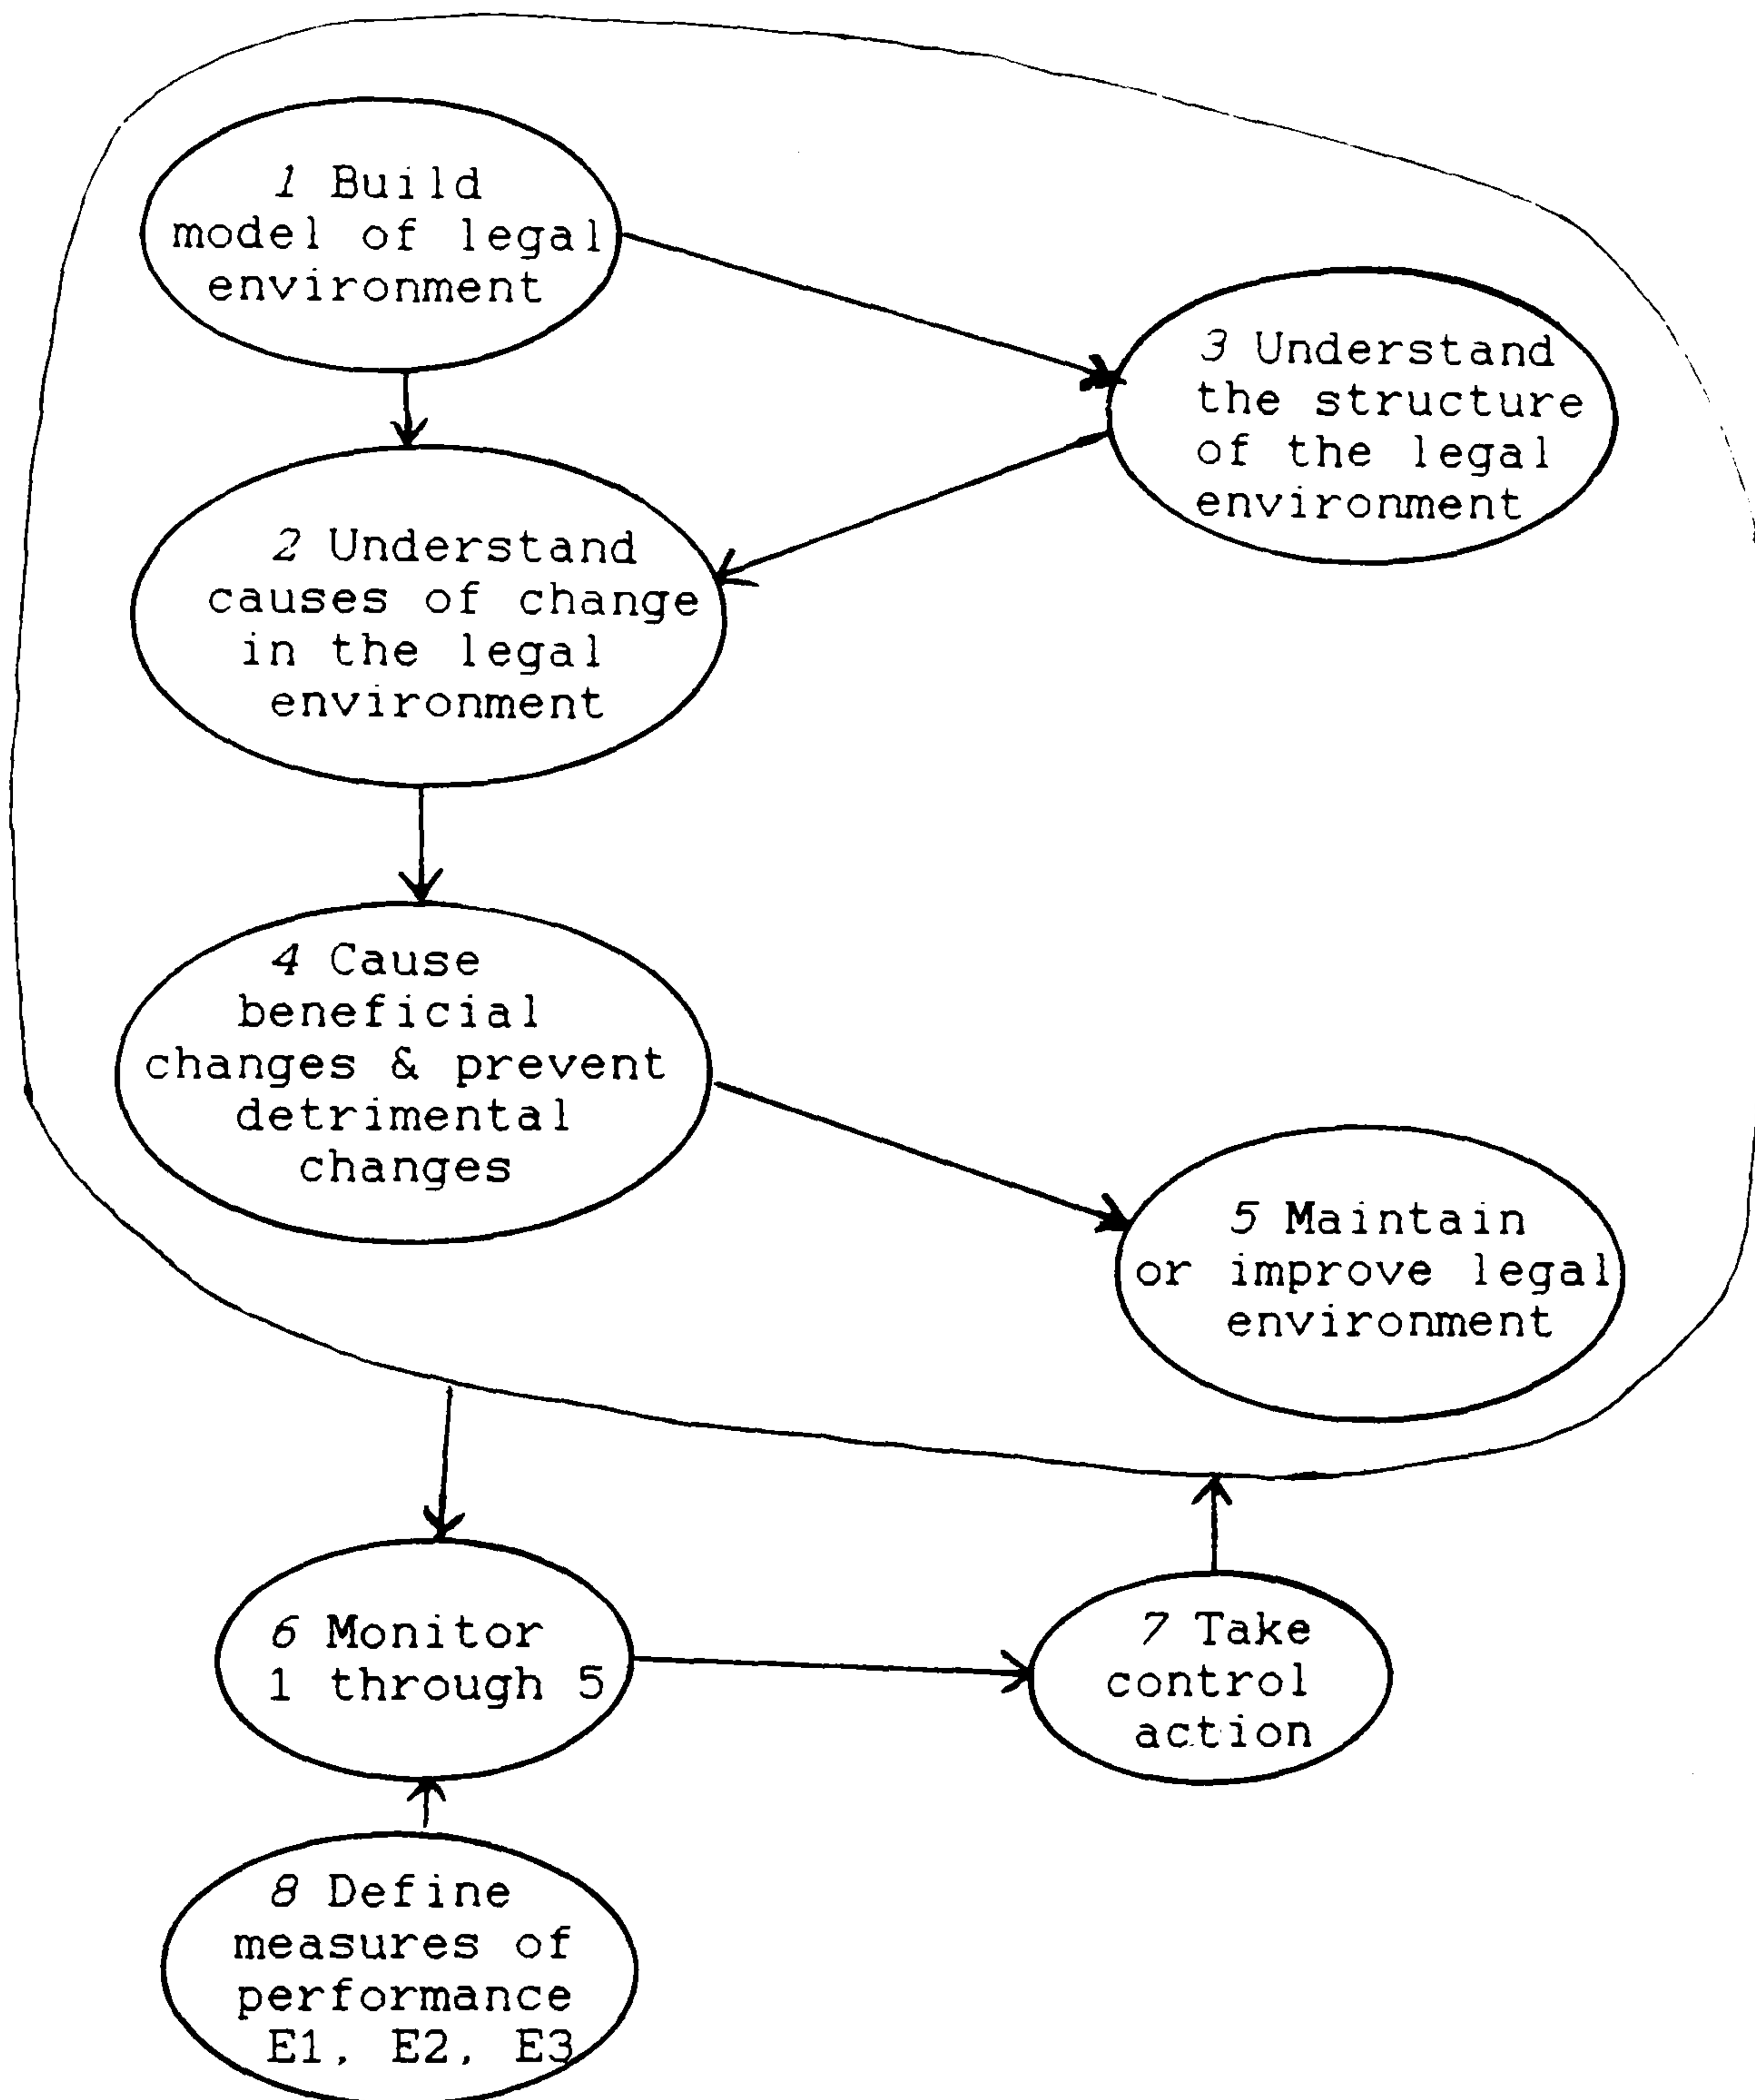 1 Build
model of legal
environment
3 Understand
the structure
of the legal
environment
2 Understand
causes of change
in the legal
environment
4 Cause
beneficial
changes & prevent
detrimental
changes
5 Maintain
or improve legal
environment
6 Monitor
1 through 5
7 Take
control
action
8 Define
measures of
performance
E1, E2, E3